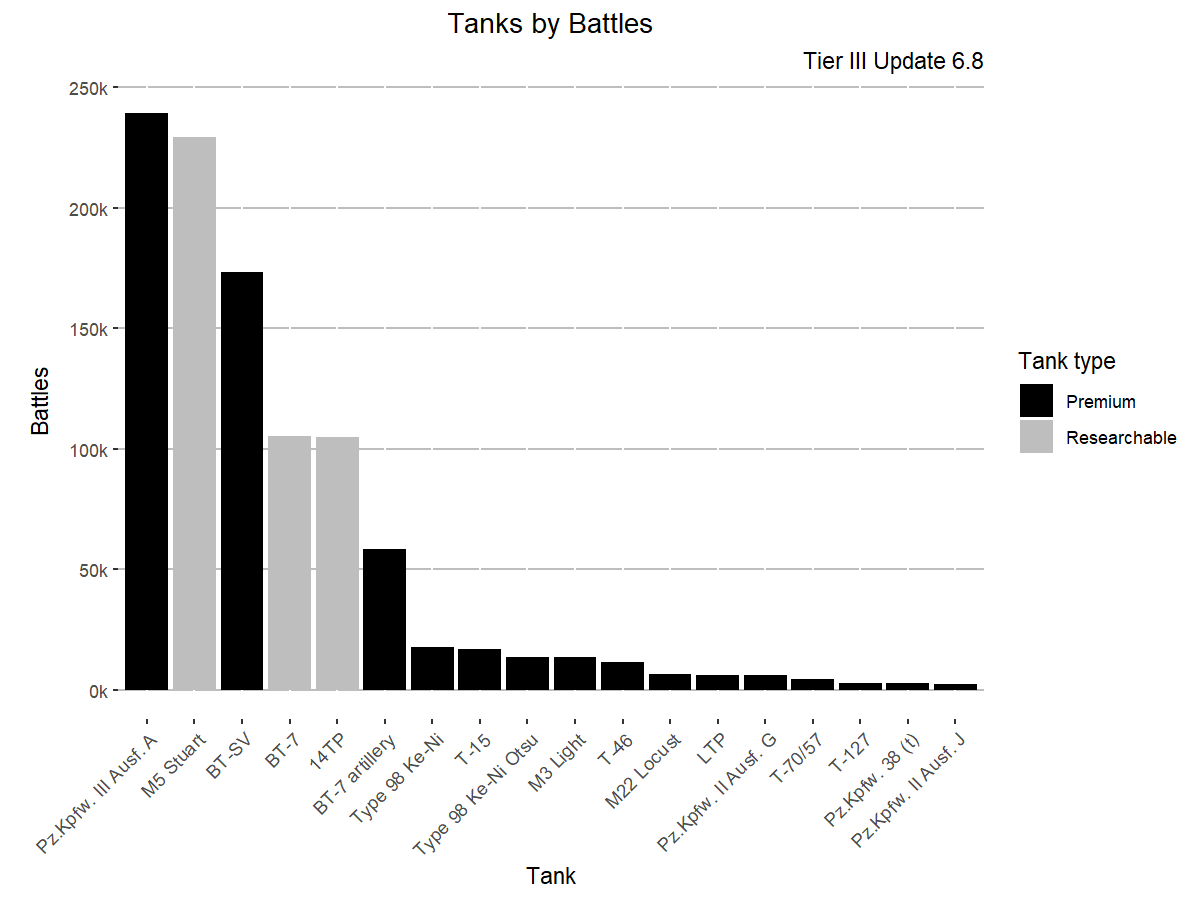 Tanks by Battles
Tier III Update 6.8
250k
200k
150k
100k
50k
0k
Battles
Pz.Kpfw. III Ausf. A
M5 Stuart
BT-SV
BT-7
14TP
BT-7 artillery
Type 98 Ke-Ni
T-15
Type 98 Ke-Ni Otsu
M3 Light
T-46
M22 Locust
LTP
Pz.Kpfw. II Ausf. G
T-70/57
T-127
Pz.Kpfw. 38 (t)
Pz.Kpfw. II Ausf. J
Tank
Tank type
Premium
Researchable